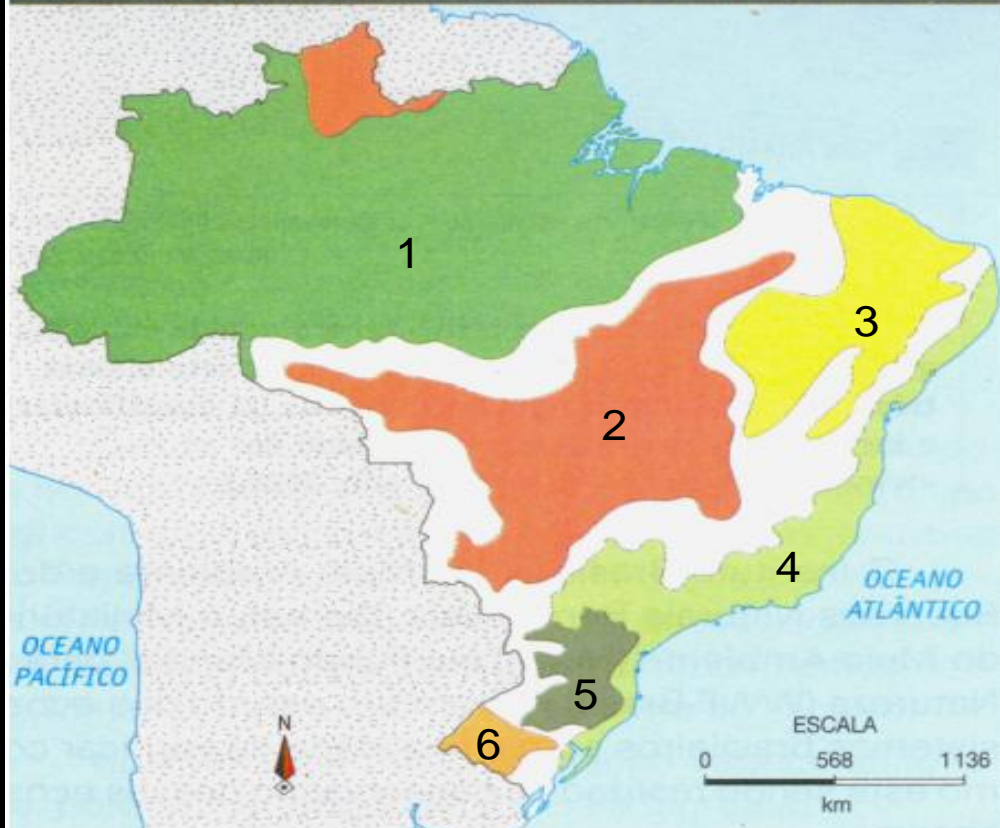 1
3
2
4
OCEANO
ATLÂNTICO
OCEANO
PACÍFICO
5
6
N
ESCALA
0 568 1136
km